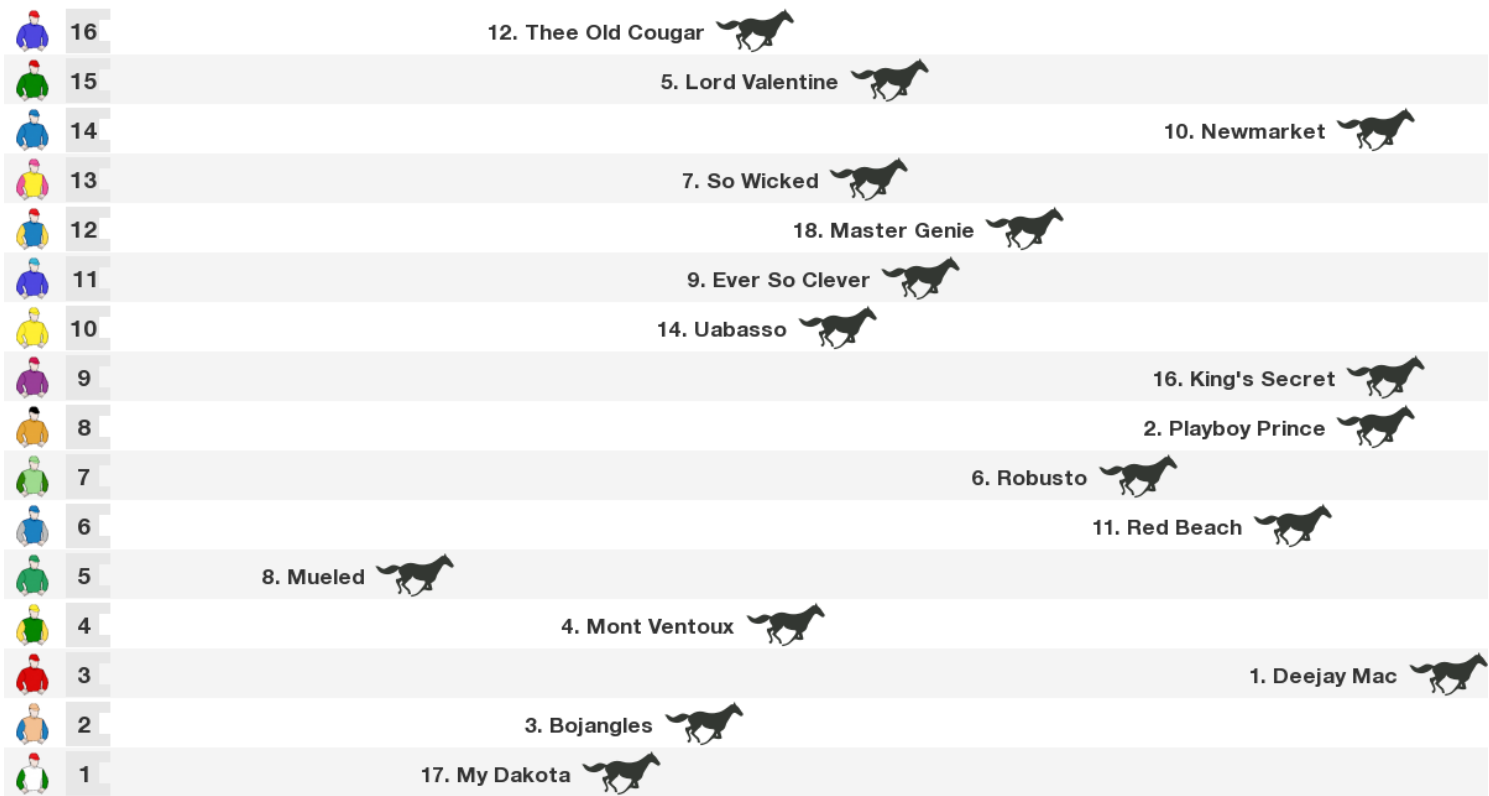 16 12. Thee Old Cougar
15 5. Lord Valentine
14 10. Newmarket
13 7. So Wicked
12 18. Master Genie
11 9. Ever So Clever
10 14. Uabasso
9 16. King's Secret
8 2. Playboy Prince
7 6. Robusto
6 11. Red Beach
5 8. Mueled
4 4. Mont Ventoux
3 1. Deejay Mac
2 3. Bojangles
1 17. My Dakota